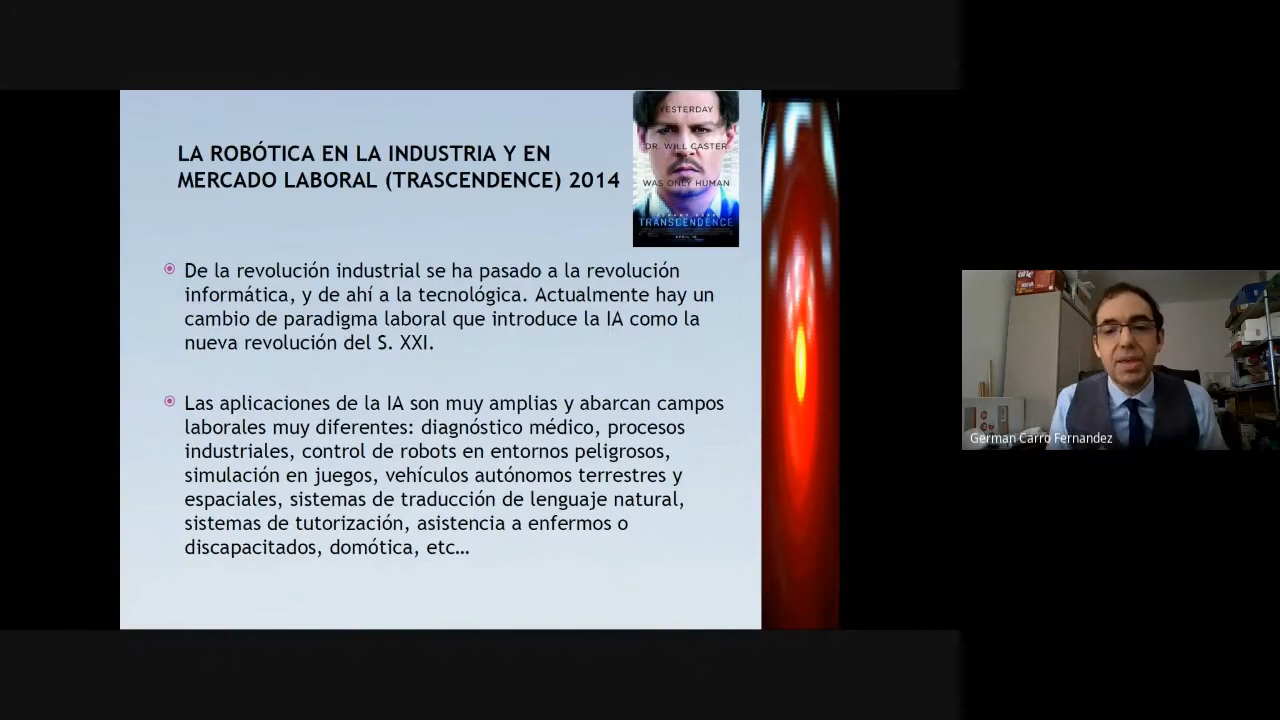 LA ROBÓTICA EN LA INDUSTRIA Y EN
MERCADO LABORAL (TRASCENDENCE) 2014
YESTERDAY
DR. WILL CASTER
WAS ONLY HUMAN
TRANSCENDENCE
De la revolución industrial se ha pasado a la revolución
informática, y de ahí a la tecnológica. Actualmente hay un
cambio de paradigma laboral que introduce la IA como la
nueva revolución del S. XXI.
Las aplicaciones de la IA son muy amplias y abarcan campos
laborales muy diferentes: diagnóstico médico, procesos
industriales, control de robots en entornos peligrosos,
simulación en juegos, vehículos autónomos terrestres y
espaciales, sistemas de traducción de lenguaje natural,
sistemas de tutorización, asistencia a enfermos o
discapacitados, domótica, etc…
German Carro Fernandez